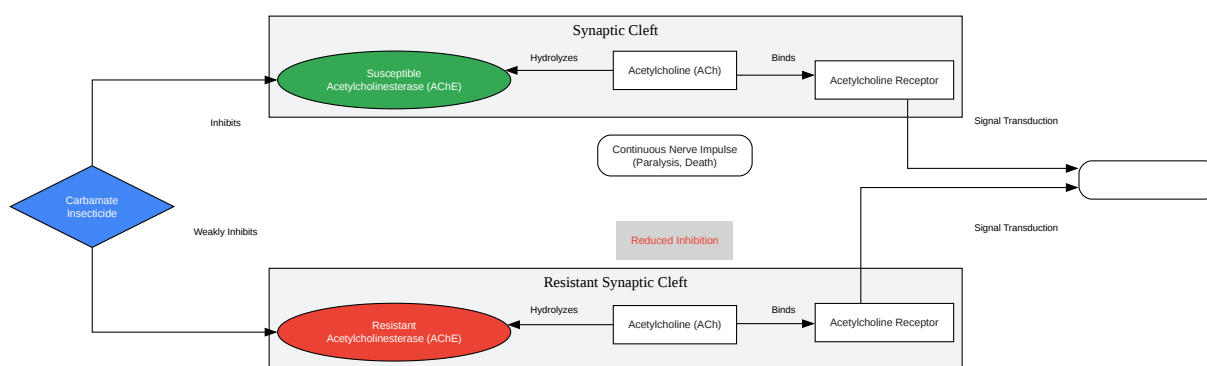 Synaptic Cleft
Hydrolyzes
Binds
Susceptible
Acetylcholinesterase (AChE)
Acetylcholine (ACh)
Acetylcholine Receptor
Inhibits
Signal Transduction
Continuous Nerve Impulse
(Paralysis, Death)
Carbamate
Insecticide
Weakly Inhibits
Signal Transduction
Reduced Inhibition
Resistant Synaptic Cleft
Hydrolyzes
Binds
Resistant
Acetylcholinesterase (AChE)
Acetylcholine (ACh)
Acetylcholine Receptor